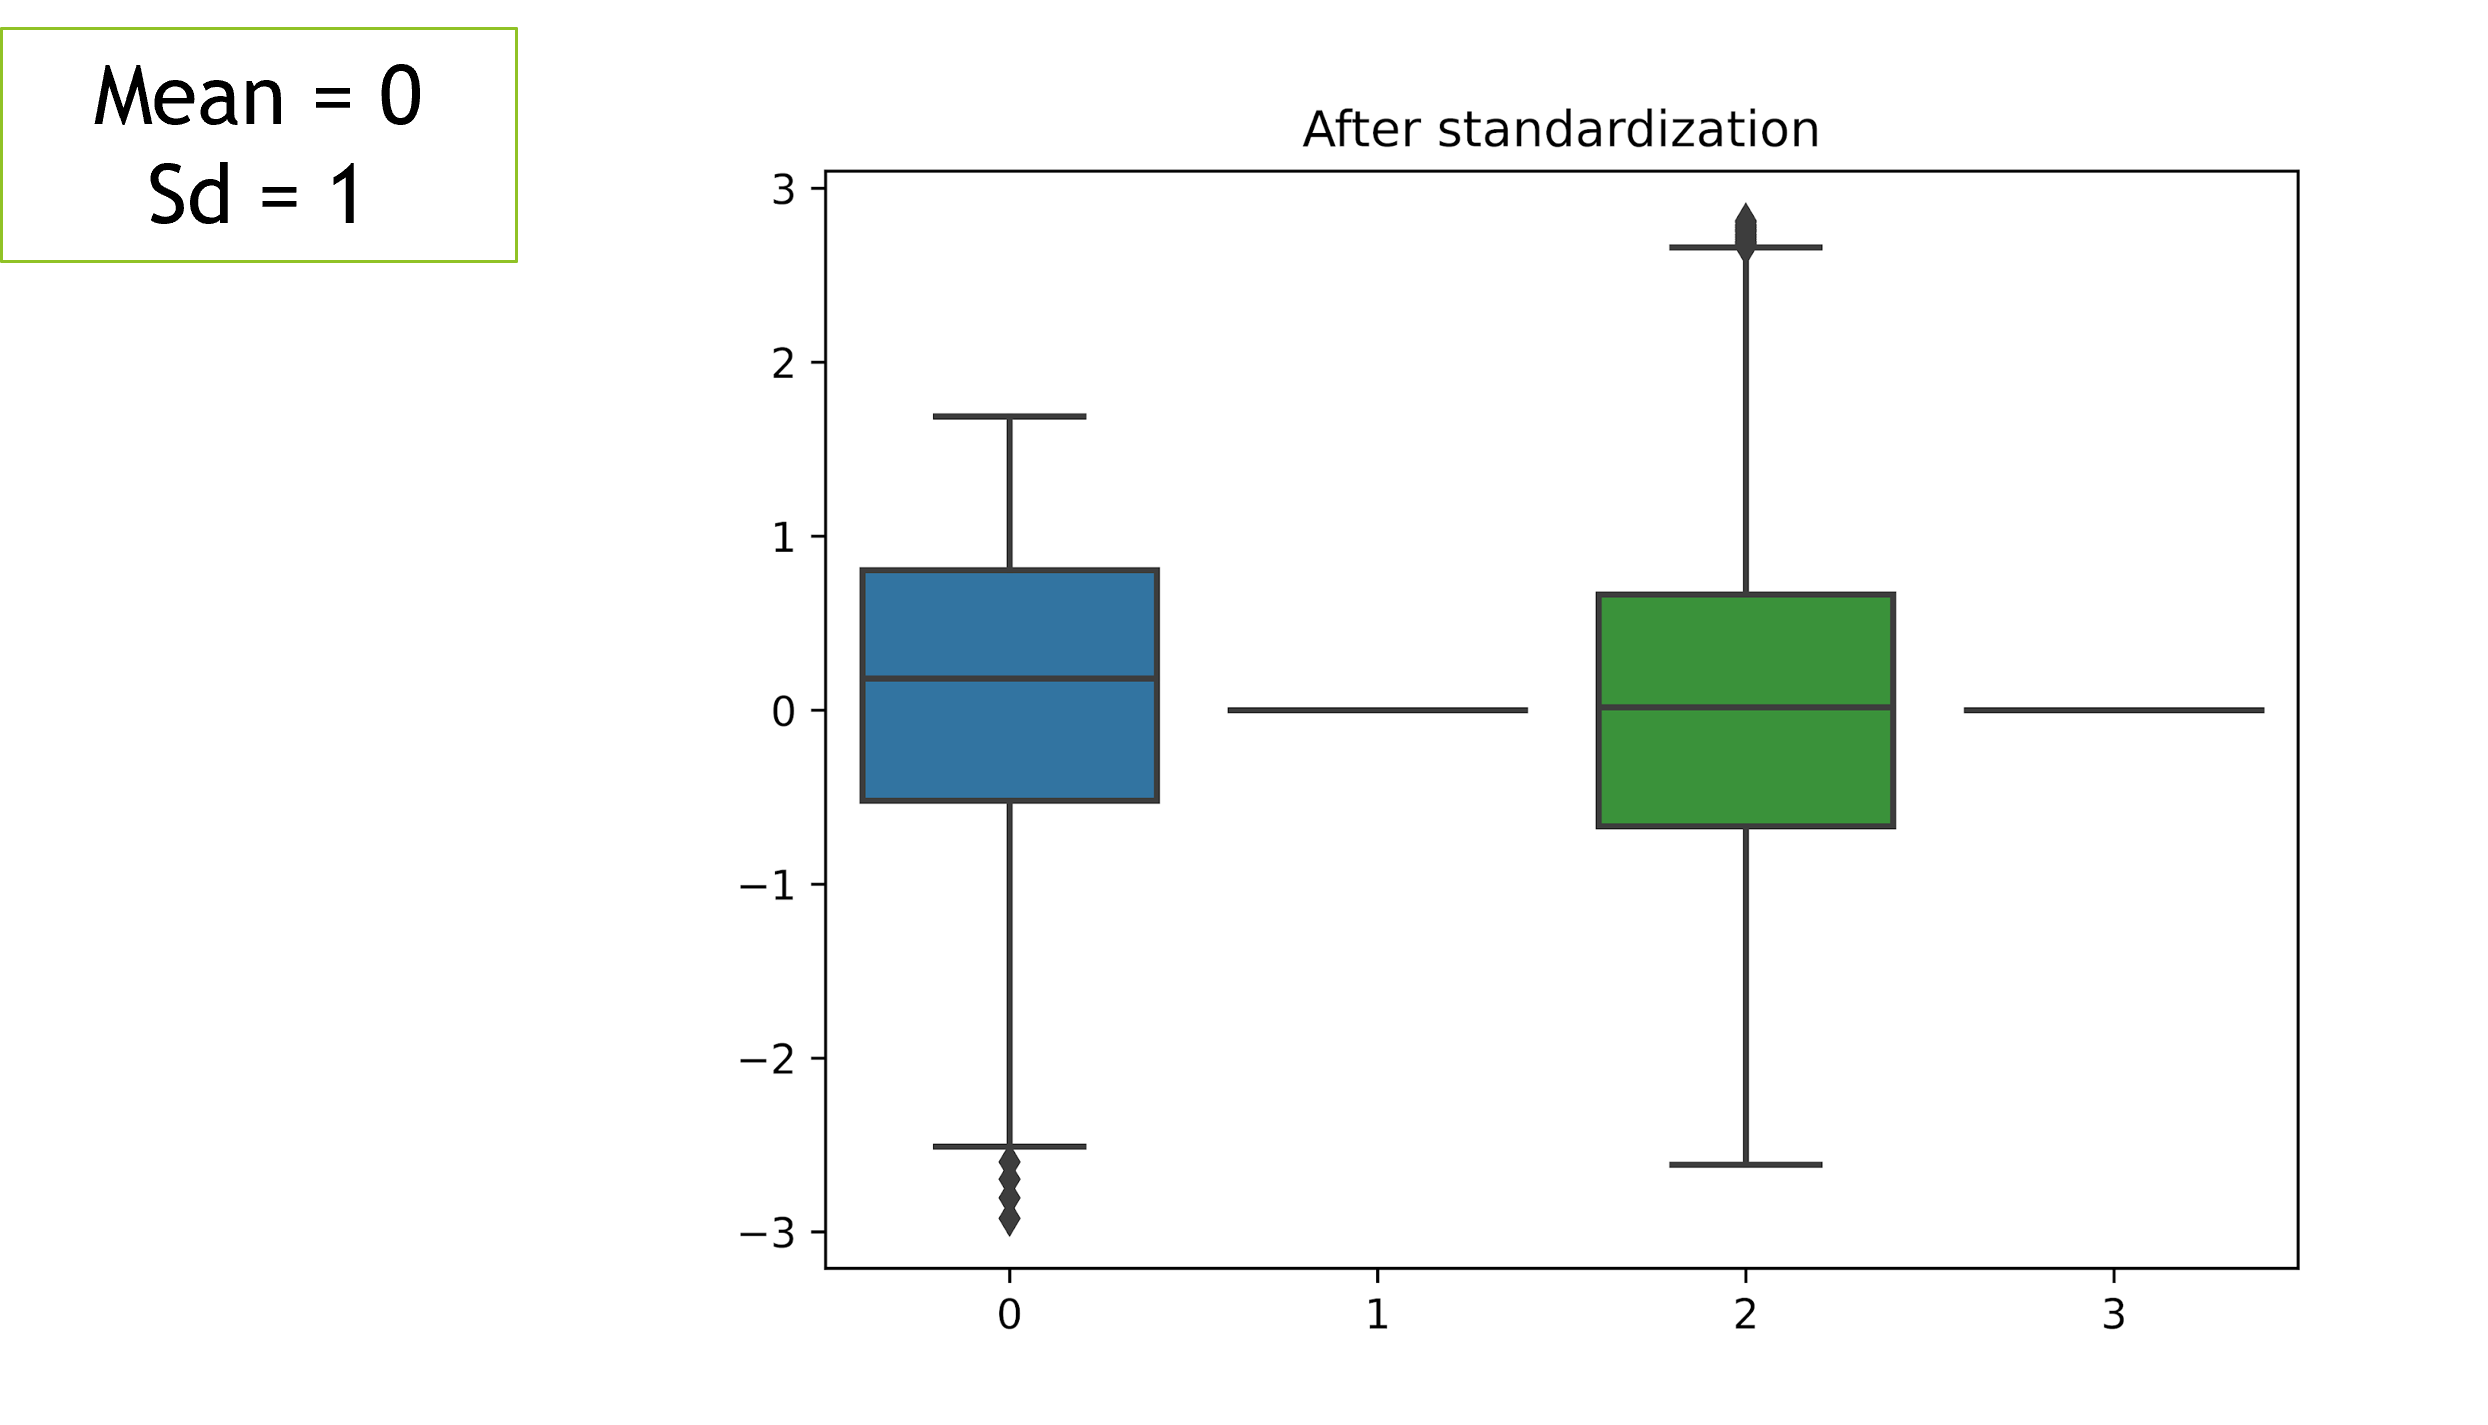 Mean = 0
Sd = 1
After standardization
3
2
1
0
−1
−2
−3
0 1 2 3